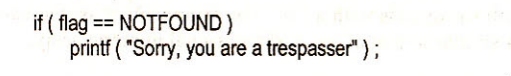 if ( flag == NOTFOUND )
printf ( "Sorry, you are a trespasser" ) ;